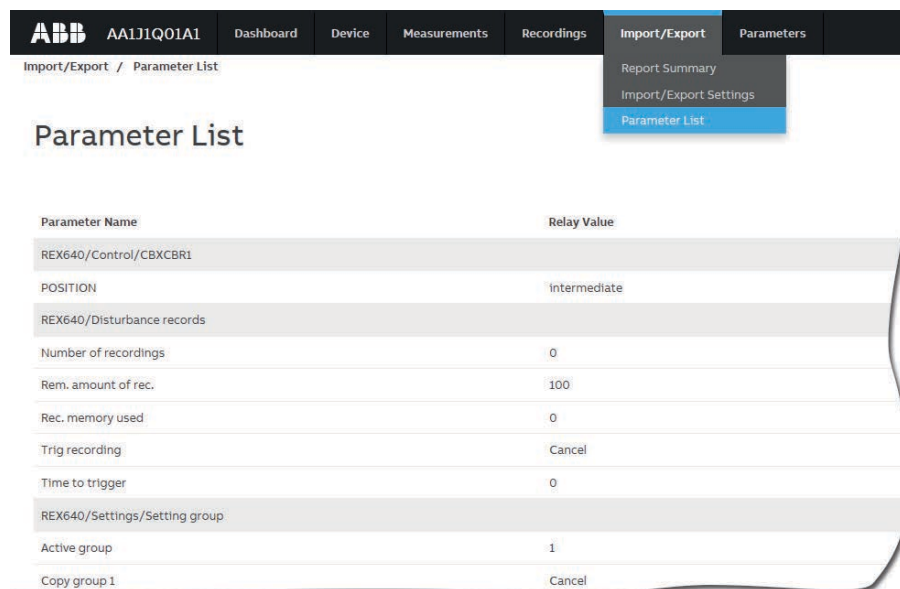 ABB AA1J1Q01A1 Dashboard Device Measurements Recordings Import/Export Parameters
Import/Export / Parameter List
Report Summary
Import/Export Settings
Parameter List
Parameter List
Parameter Name Relay Value
REX640/Control/CBXCBR1
POSITION intermediate
REX640/Disturbance records
Number of recordings 0
Rem. amount of rec. 100
Rec. memory used 0
Trig recording Cancel
Time to trigger 0
REX640/Settings/Setting group
Active group 1
Copy group 1 Cancel